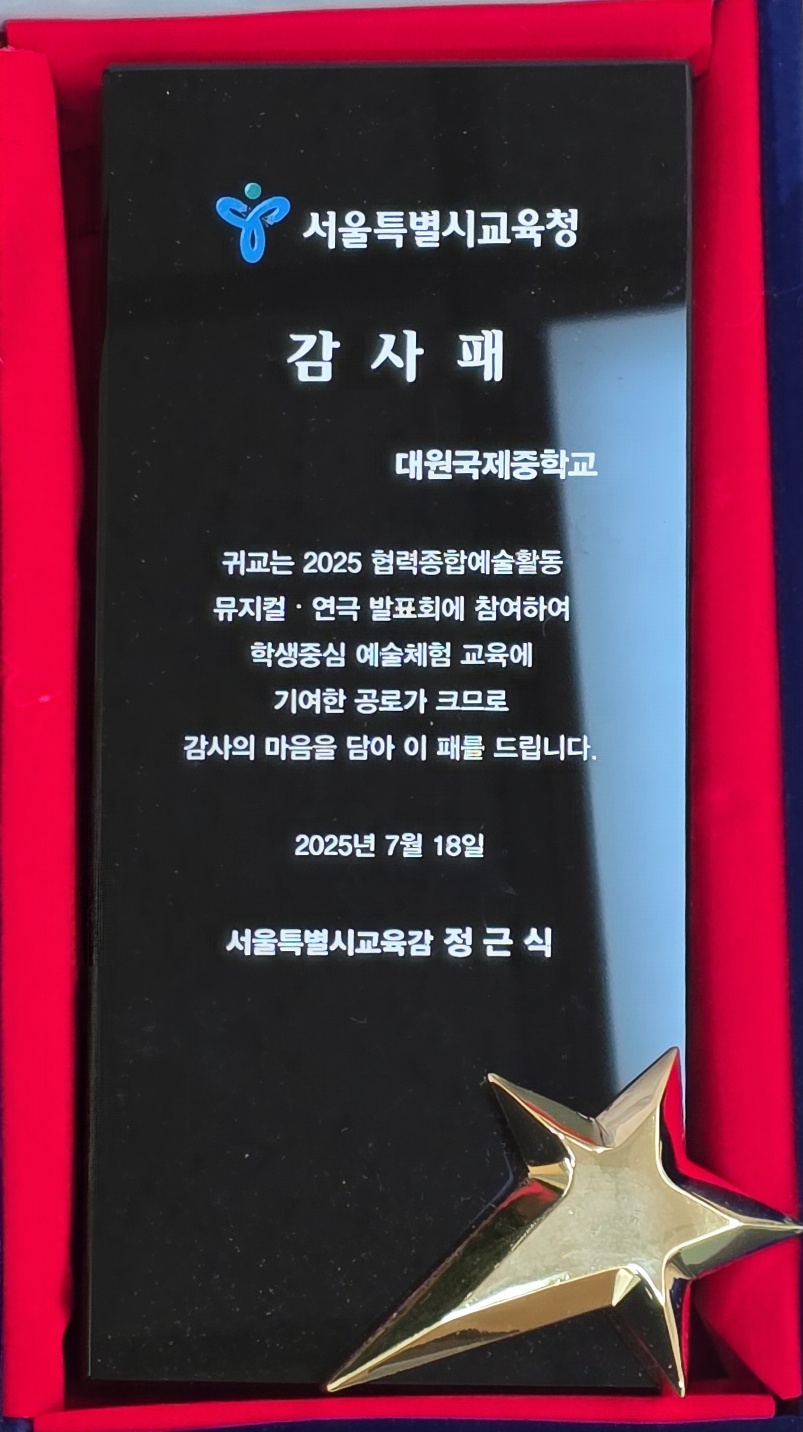 서울특별시교육청
감 사 패
대원국제중학교
귀교는 2025 협력종합예술활동
뮤지컬 · 연극 발표회에 참여하여
학생중심 예술체험 교육에
기여한 공로가 크므로
감사의 마음을 담아 이 패를 드립니다.
2025년 7월 18일
서울특별시교육감 정 근 식